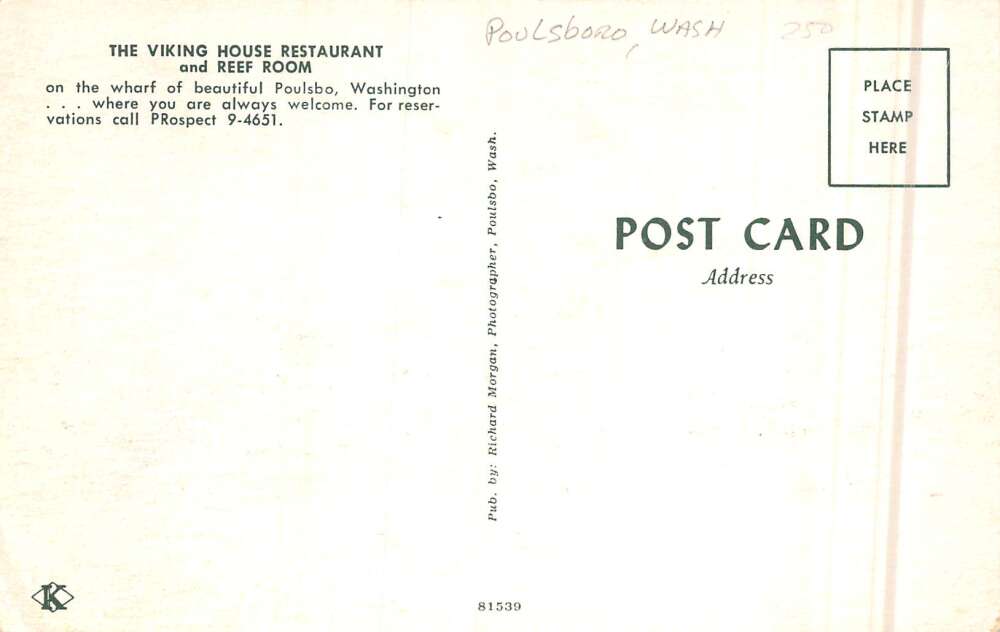 POULSBORO, WASH
250
THE VIKING HOUSE RESTAURANT
and REEF ROOM
on the wharf of beautiful Poulsbo, Washington
. . . where you are always welcome. For reser-
vations call PRospect 9-4651.
PLACE
STAMP
HERE
POST CARD
Address
Pub. by: Richard Morgan, Photographer, Poulsbo, Wash.
K
81539